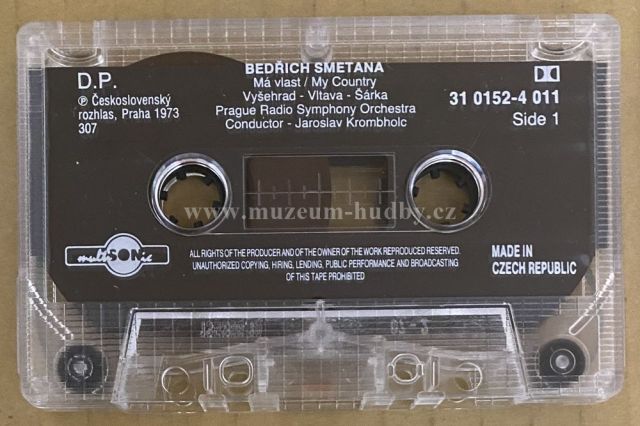 D.P.
℗ Československý
rozhlas, Praha 1973
307
BEDŘICH SMETANA
Má vlast / My Country
Vyšehrad - Vltava - Šárka
Prague Radio Symphony Orchestra
Conductor - Jaroslav Krombholc
31 0152-4 011
Side 1
www.muzeum-hudby.cz
multiSONic
ALL RIGHTS OF THE PRODUCER AND OF THE OWNER OF THE WORK REPRODUCED RESERVED.
UNAUTHORIZED COPYING, HIRING, LENDING, PUBLIC PERFORMANCE AND BROADCASTING
OF THIS TAPE PROHIBITED
MADE IN
CZECH REPUBLIC